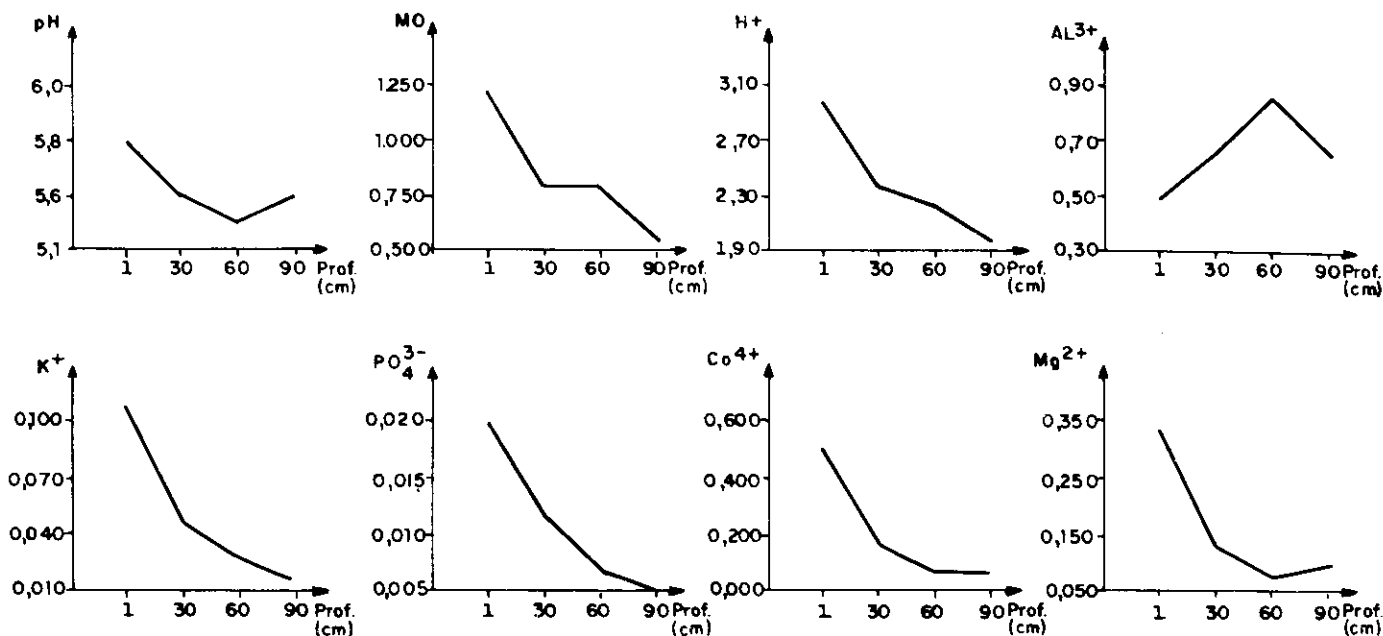 pH
6,0
5,8
5,6
5,1
1 30 60 90 Prof.
(cm)
MO
1.250
1.000
0,750
0,500
1 30 60 90 Prof.
(cm)
H+
3,10
2,70
2,30
1,90
1 30 60 90 Prof.
(cm)
AL3+
0,90
0,70
0,50
0,30
1 30 60 90 Prof.
(cm)
K+
0,100
0,070
0,040
0,010
1 30 60 90 Prof.
(cm)
PO4 3-
0,020
0,015
0,010
0,005
1 30 60 90 Prof.
(cm)
Ca4+
0,600
0,400
0,200
0,000
1 30 60 90 Prof.
(cm)
Mg2+
0,350
0,250
0,150
0,050
1 30 60 90 Prof.
(cm)